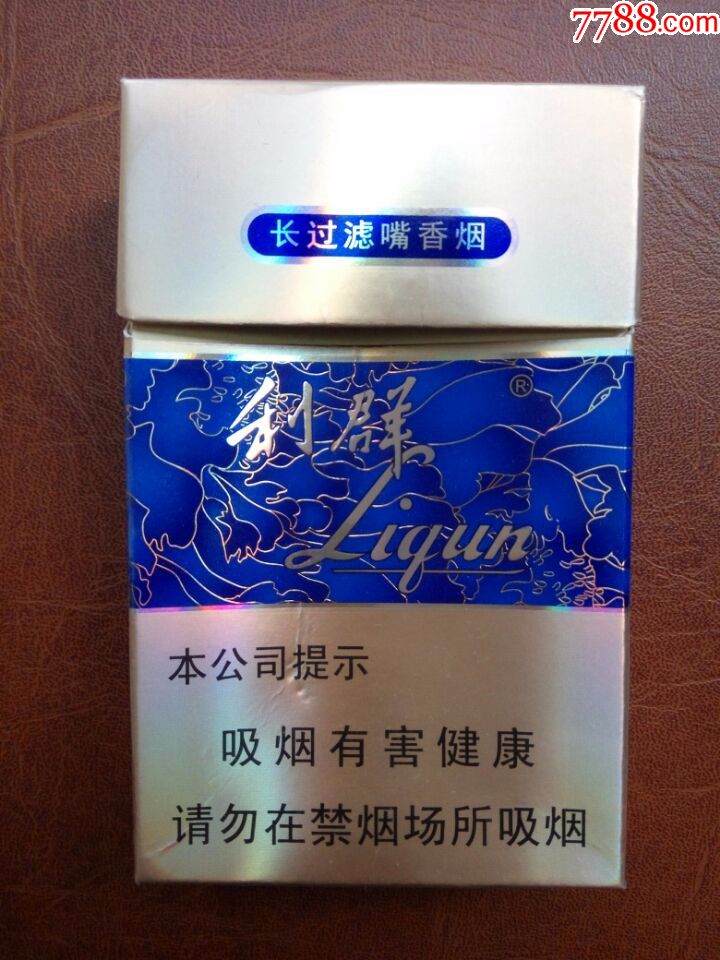 7788.com
长过滤嘴香烟
利群®
Liqun
本公司提示
吸烟有害健康
请勿在禁烟场所吸烟